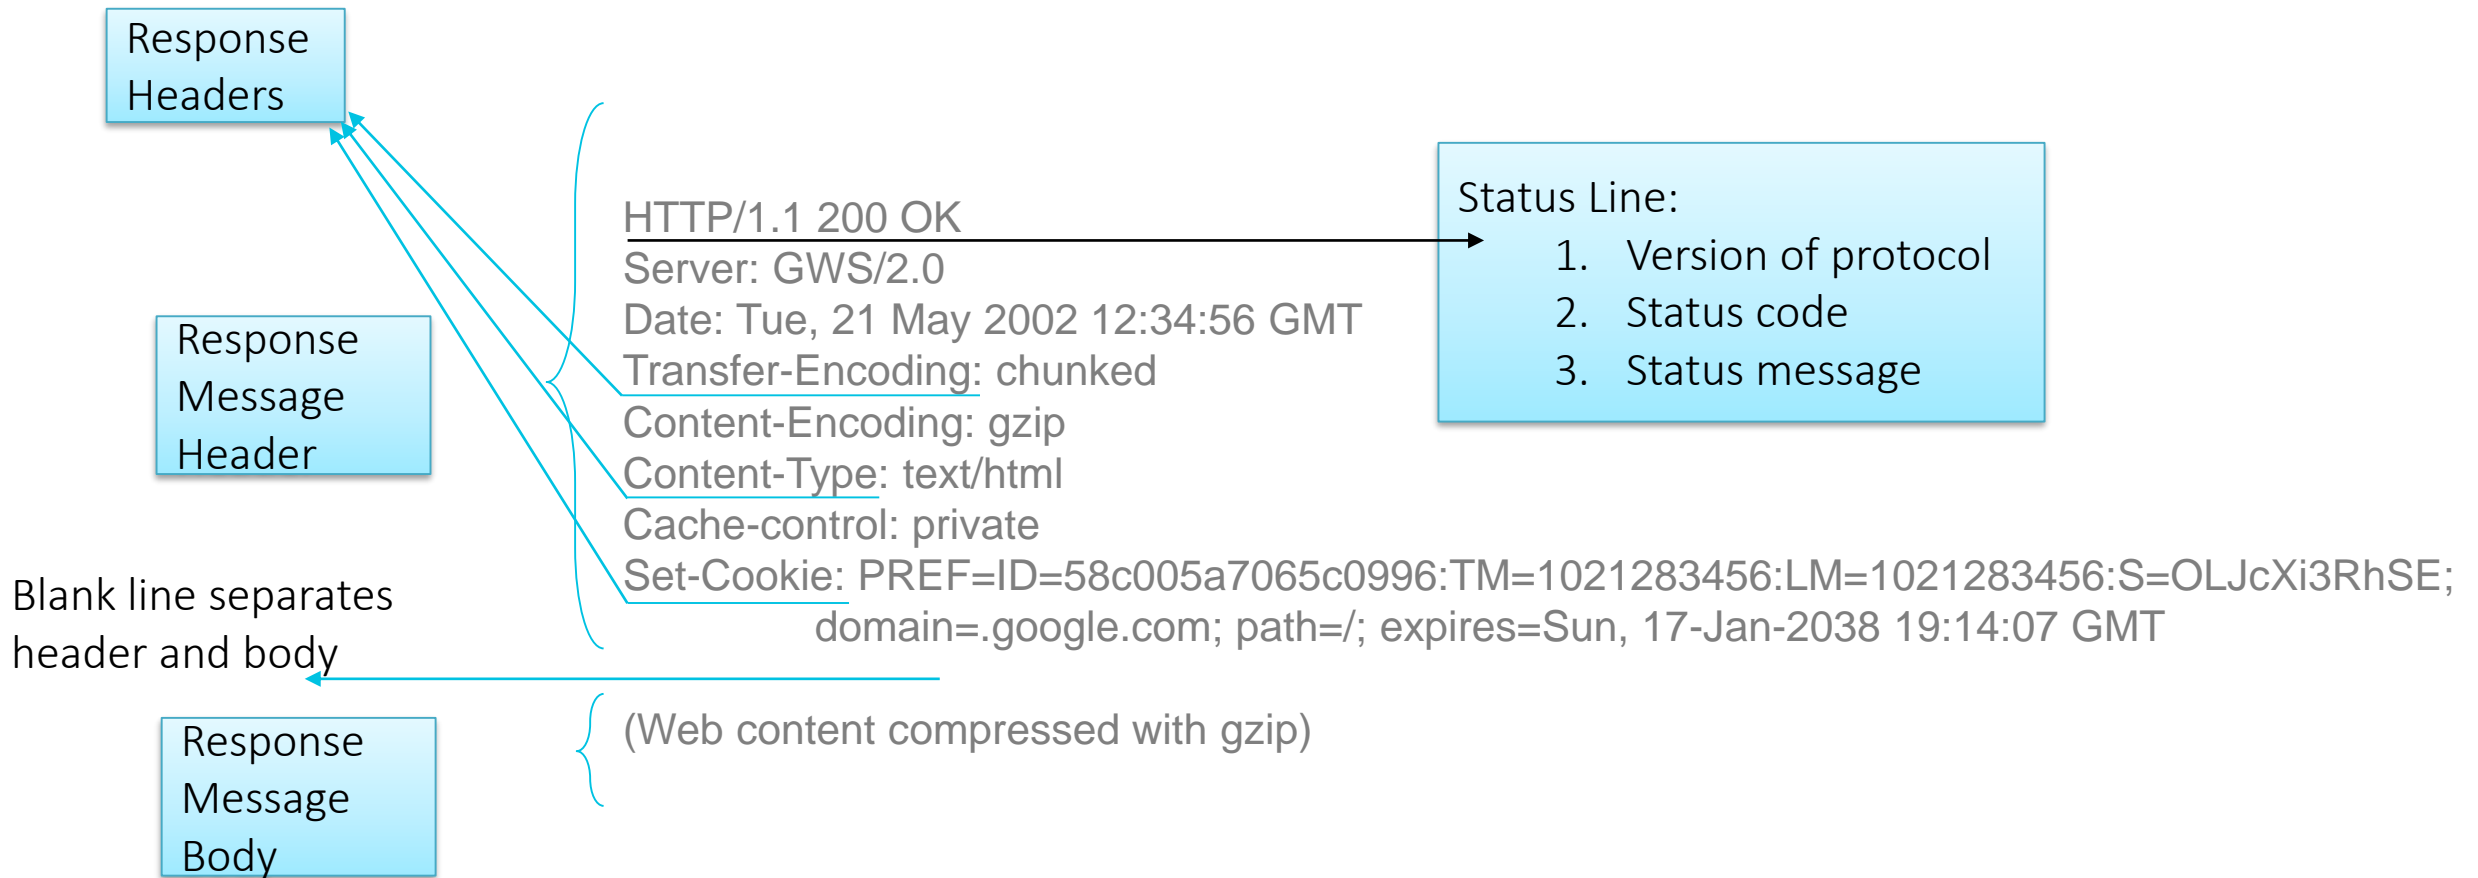 Response
Headers
HTTP/1.1 200 OK
Server: GWS/2.0
Date: Tue, 21 May 2002 12:34:56 GMT
Transfer-Encoding: chunked
Content-Encoding: gzip
Content-Type: text/html
Cache-control: private
Set-Cookie: PREF=ID=58c005a7065c0996:TM=1021283456:LM=1021283456:S=OLJcXi3RhSE;
domain=.google.com; path=/; expires=Sun, 17-Jan-2038 19:14:07 GMT
Status Line:
1. Version of protocol
2. Status code
3. Status message
Response
Message
Header
Blank line separates
header and body
(Web content compressed with gzip)
Response
Message
Body